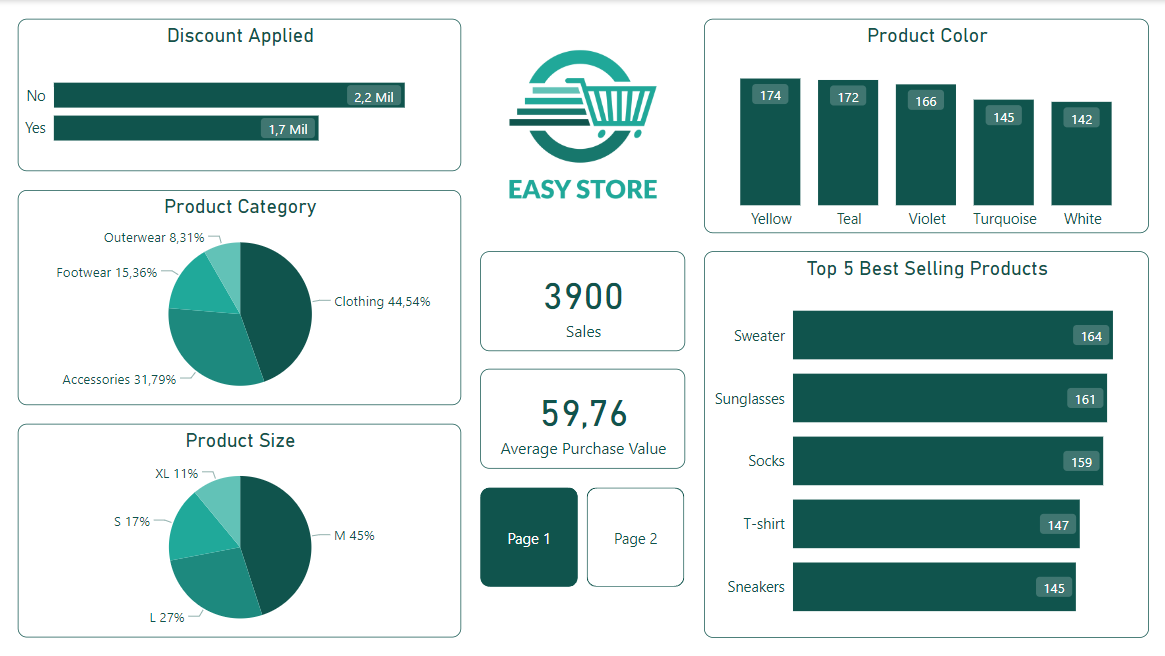 Discount Applied
No
2,2 Mil
Yes
1,7 Mil
Product Category
Outerwear 8,31%
Footwear 15,36%
Clothing 44,54%
Accessories 31,79%
Product Size
XL 11%
S 17%
M 45%
L 27%
EASY STORE
3900
Sales
59,76
Average Purchase Value
Page 1
Page 2
Product Color
174
172
166
145
142
Yellow
Teal
Violet
Turquoise
White
Top 5 Best Selling Products
Sweater
164
Sunglasses
161
Socks
159
T-shirt
147
Sneakers
145